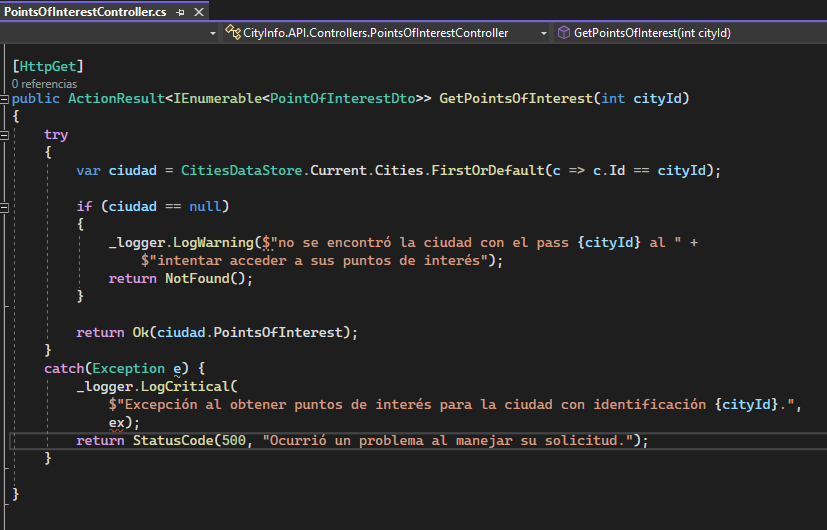 PointsOfInterestController.cs
CityInfo.API.Controllers.PointsOfInterestController GetPointsOfInterest(int cityId)
[HttpGet]
0 referencias
public ActionResult<IEnumerable<PointOfInterestDto>> GetPointsOfInterest(int cityId)
{
try
{
var ciudad = CitiesDataStore.Current.Cities.FirstOrDefault(c => c.Id == cityId);
if (ciudad == null)
{
_logger.LogWarning($"no se encontró la ciudad con el pass {cityId} al " +
$"intentar acceder a sus puntos de interés");
return NotFound();
}
return Ok(ciudad.PointsOfInterest);
}
catch(Exception e) {
_logger.LogCritical(
$"Excepción al obtener puntos de interés para la ciudad con identificación {cityId}.",
ex);
return StatusCode(500, "Ocurrió un problema al manejar su solicitud.");
}
}